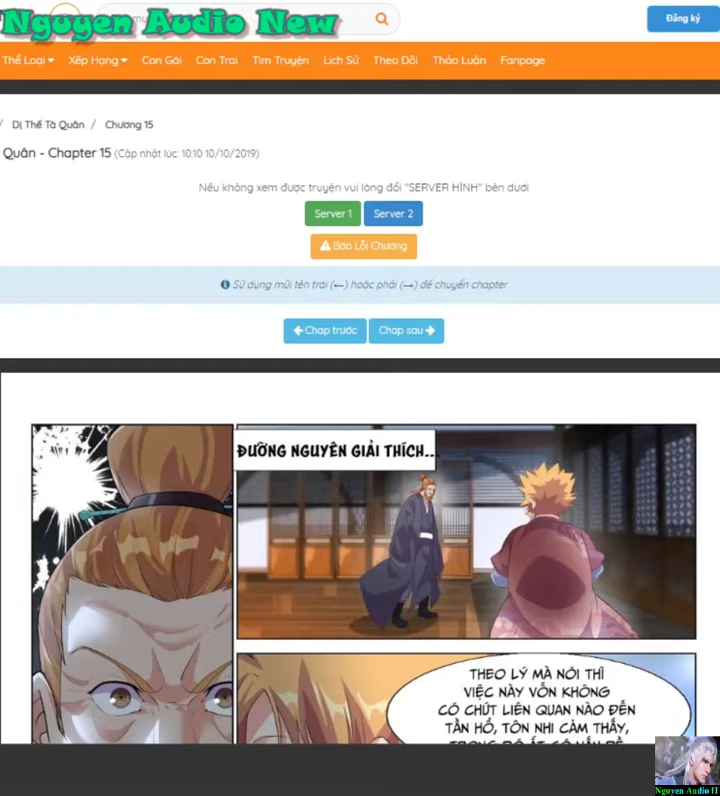 Nguyen Audio New
Đăng ký
Thể Loại Xếp Hạng Con Gái Con Trai Tìm Truyện Lịch Sử Theo Dõi Thảo Luận Fanpage
/ Dị Thế Tà Quân / Chương 15
Quân - Chapter 15 (Cập nhật lúc: 10:10 10/10/2019)
Nếu không xem được truyện vui lòng đổi "SERVER HÌNH" bên dưới
Server 1 Server 2
Báo Lỗi Chương
Sử dụng mũi tên trái (←) hoặc phải (→) để chuyển chapter
Chap trước Chap sau
ĐƯỜNG NGUYÊN GIẢI THÍCH...
THEO LÝ MÀ NÓI THÌ
VIỆC NÀY VỐN KHÔNG
CÓ CHÚT LIÊN QUAN NÀO ĐẾN
TẦN HỔ, TÔN NHI CẢM THẤY,
Nguyen Audio II